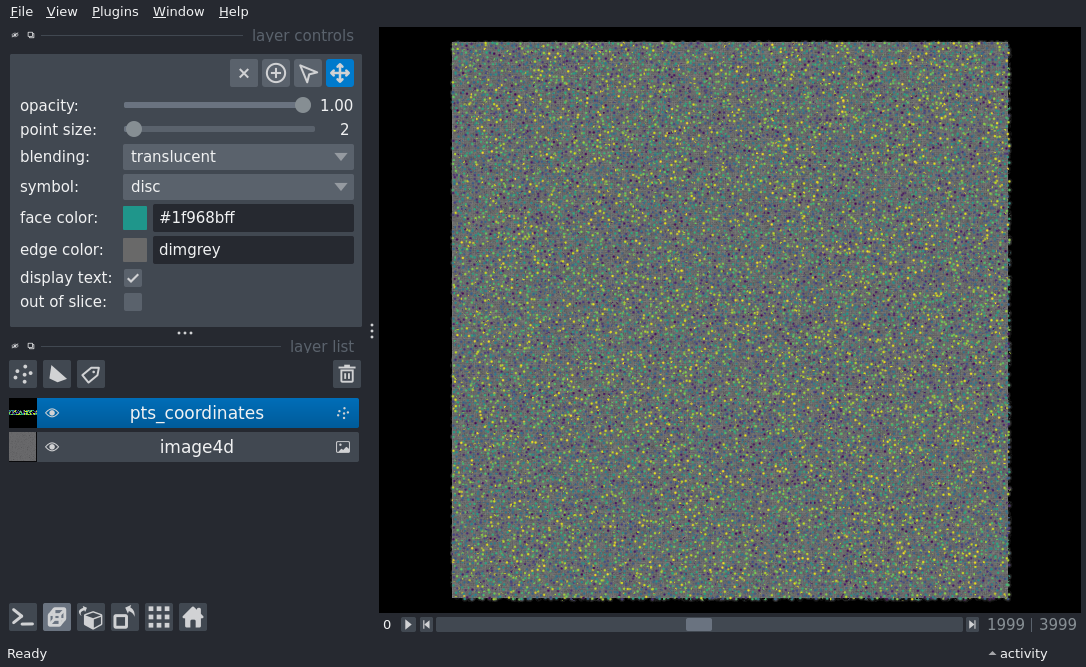 File View Plugins Window Help
layer controls
opacity: 1.00
point size: 2
blending: translucent
symbol: disc
face color: #1f968bff
edge color: dimgrey
display text:
out of slice:
layer list
pts_coordinates
image4d
0 1999 | 3999
Ready activity